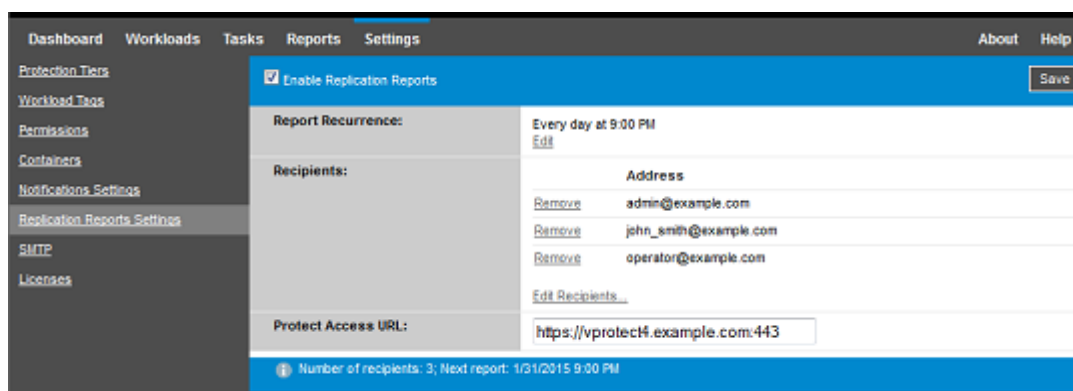 Dashboard Workloads Tasks Reports Settings About Help
Protection Tiers
Workload Tags
Permissions
Containers
Notifications Settings
Replication Reports Settings
SMTP
Licenses
Enable Replication Reports
Save
Report Recurrence:
Every day at 9:00 PM
Edit
Recipients:
Address
Remove admin@example.com
Remove john_smith@example.com
Remove operator@example.com
Edit Recipients...
Protect Access URL:
https://vprotect4.example.com:443
Number of recipients: 3; Next report: 1/31/2015 9:00 PM